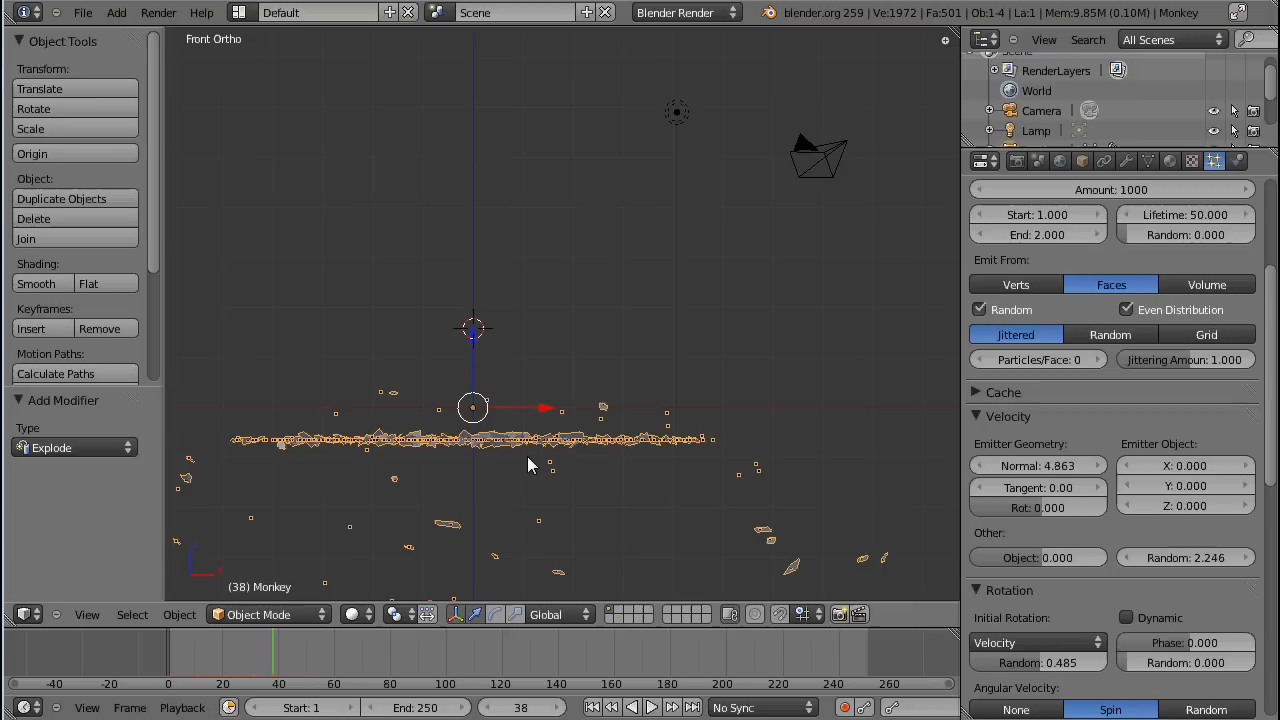 File Add Render Help Default Scene Blender Render blender.org 259 | Ve:1972 | Fa:501 | Ob:1-4 | La:1 | Mem:9.85M (0.10M) | Monkey
Object Tools
Transform:
Translate
Rotate
Scale
Origin
Object:
Duplicate Objects
Delete
Join
Shading:
Smooth Flat
Keyframes:
Insert Remove
Motion Paths:
Calculate Paths
Add Modifier
Type
Explode
Front Ortho
(38) Monkey
View Select Object Object Mode Global
-40 -20 0 20 40 60 80 100 120 140 160 180 200 220 240 260
View Frame Playback Start: 1 End: 250 38 No Sync
View Search All Scenes
RenderLayers |
World
Camera |
Lamp |
Amount: 1000
Start: 1.000 Lifetime: 50.000
End: 2.000 Random: 0.000
Emit From:
Verts Faces Volume
Random Even Distribution
Jittered Random Grid
Particles/Face: 0 Jittering Amoun: 1.000
Cache
Velocity
Emitter Geometry: Emitter Object:
Normal: 4.863 X: 0.000
Tangent: 0.00 Y: 0.000
Rot: 0.000 Z: 0.000
Other:
Object: 0.000 Random: 2.246
Rotation
Initial Rotation: Dynamic
Velocity Phase: 0.000
Random: 0.485 Random: 0.000
Angular Velocity:
None Spin Random